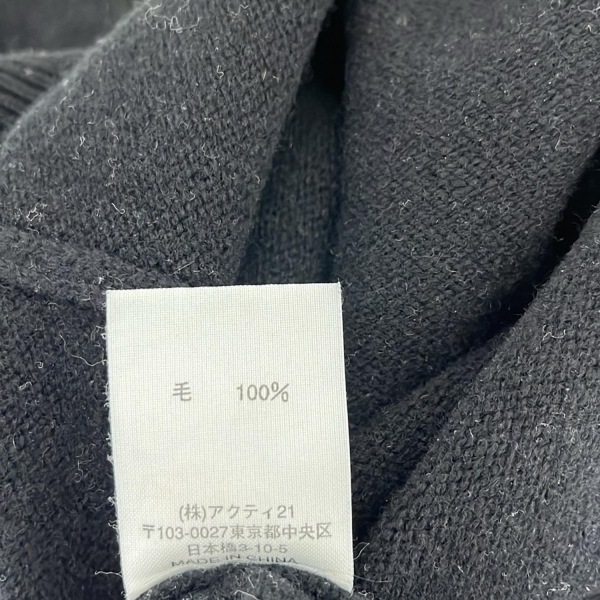 毛 100%
(株)アクティ21
〒103-0027東京都中央区
日本橋3-10-5
MADE IN CHINA